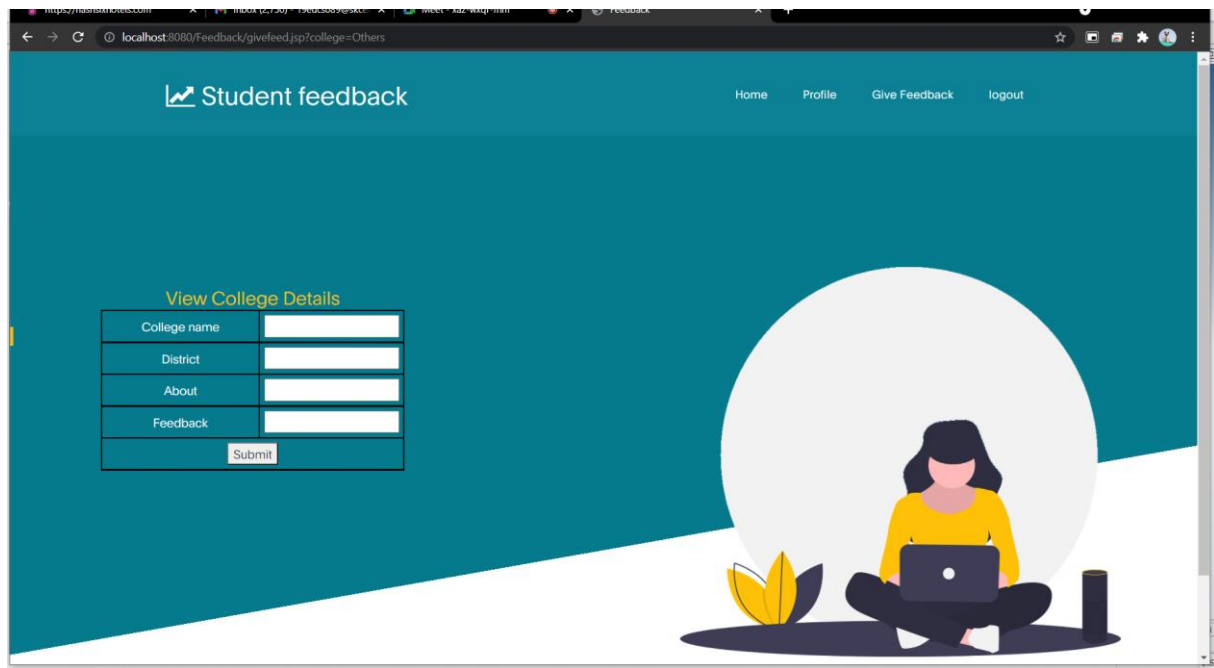 Feedback
localhost:8080/Feedback/givefeed.jsp?college=Others
Student feedback
Home Profile Give Feedback logout
View College Details
College name
District
About
Feedback
Submit